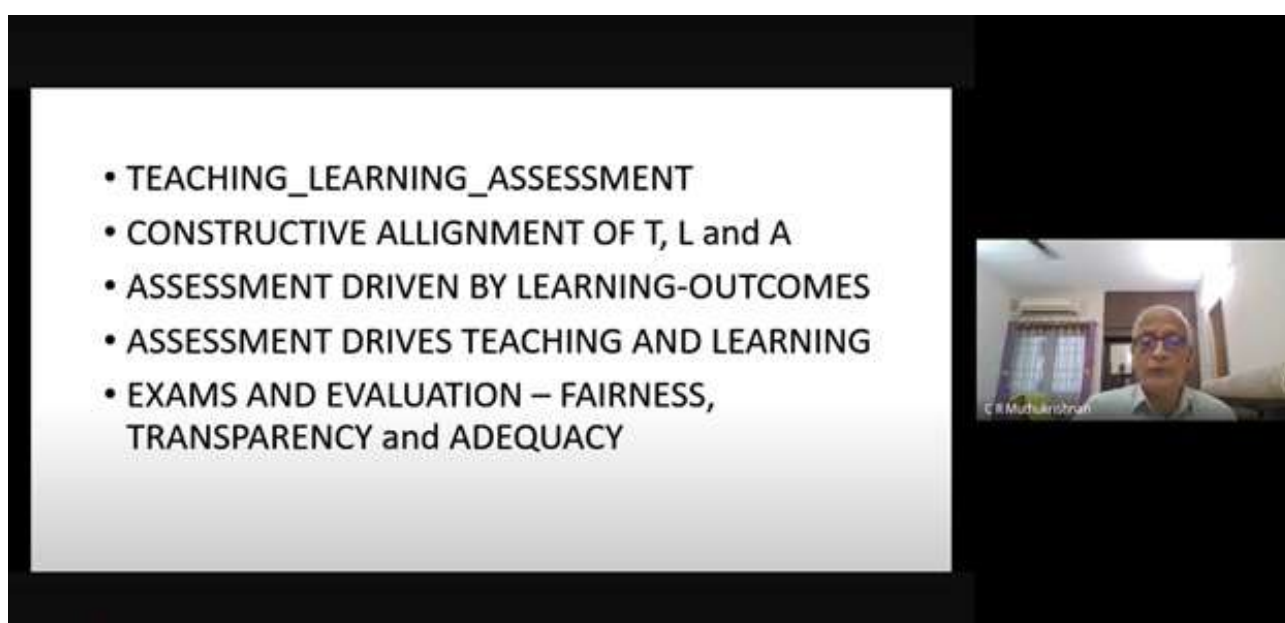 • TEACHING_LEARNING_ASSESSMENT
• CONSTRUCTIVE ALLIGNMENT OF T, L and A
• ASSESSMENT DRIVEN BY LEARNING-OUTCOMES
• ASSESSMENT DRIVES TEACHING AND LEARNING
• EXAMS AND EVALUATION – FAIRNESS,
TRANSPARENCY and ADEQUACY
C R Muthukrishnan